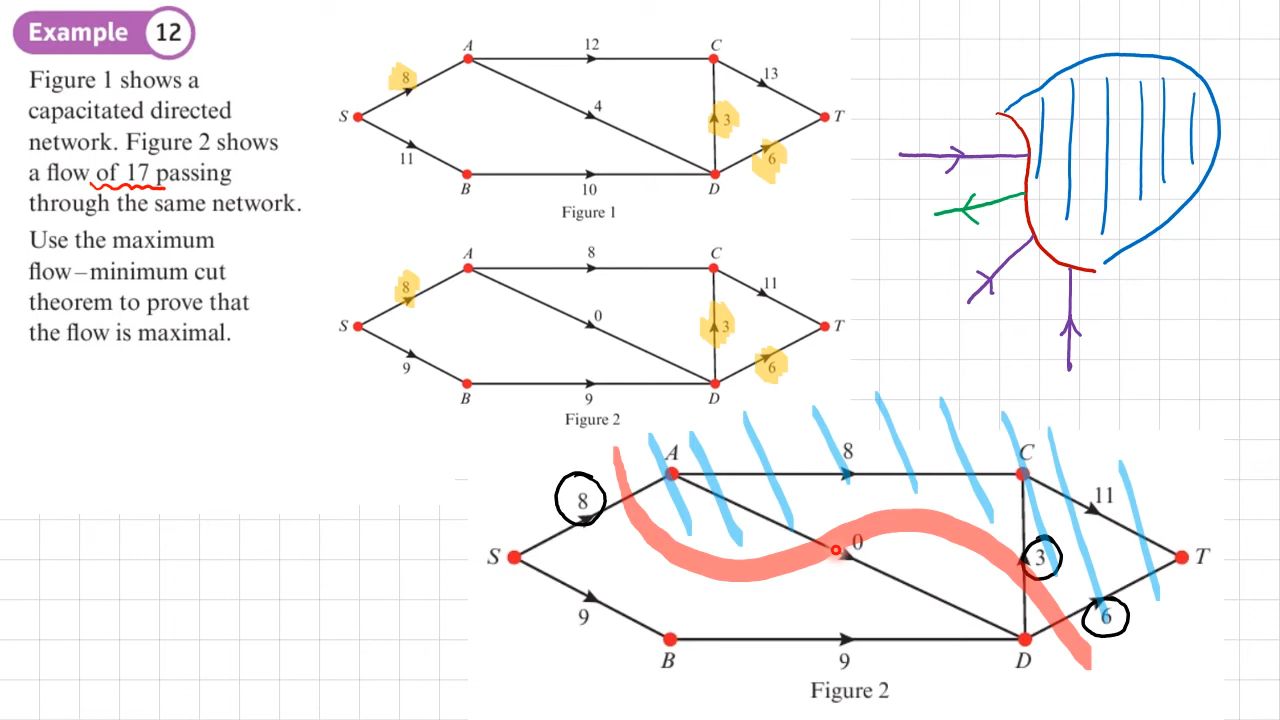 Example 12
Figure 1 shows a
capacitated directed
network. Figure 2 shows
a flow of 17 passing
through the same network.
Use the maximum
flow–minimum cut
theorem to prove that
the flow is maximal.
A 12 C
8 13
S 4 3 T
11 6
B 10 D
Figure 1
A 8 C
8 11
S 0 3 T
9 6
B 9 D
Figure 2
A 8 C
8 11
S 0 3 T
9 6
B 9 D
Figure 2